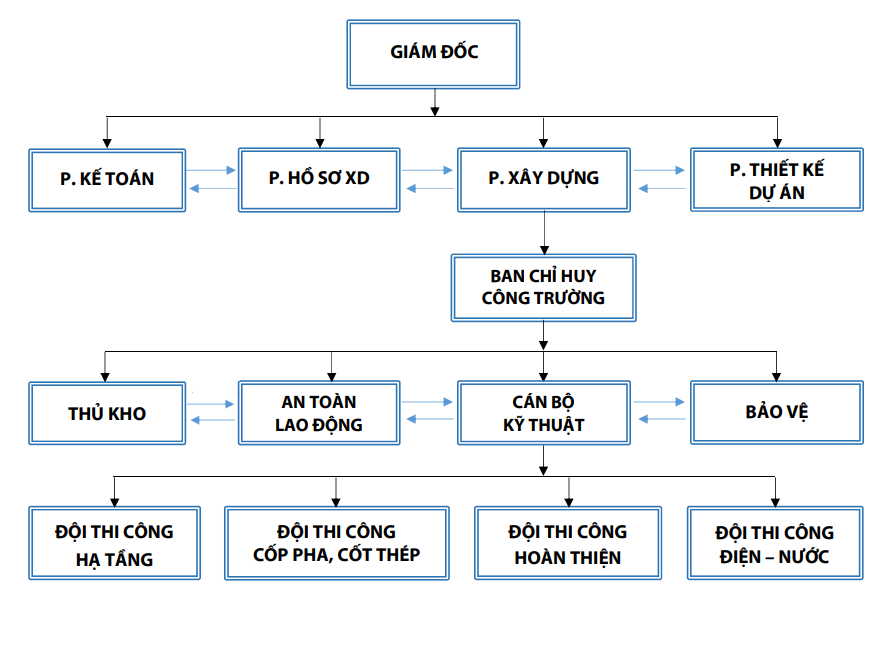 GIÁM ĐỐC
P. KẾ TOÁN
P. HỒ SƠ XD
P. XÂY DỰNG
P. THIẾT KẾ
DỰ ÁN
BAN CHỈ HUY
CÔNG TRƯỜNG
THỦ KHO
AN TOÀN
LAO ĐỘNG
CÁN BỘ
KỸ THUẬT
BẢO VỆ
ĐỘI THI CÔNG
HẠ TẦNG
ĐỘI THI CÔNG
CỐP PHA, CỐT THÉP
ĐỘI THI CÔNG
HOÀN THIỆN
ĐỘI THI CÔNG
ĐIỆN – NƯỚC